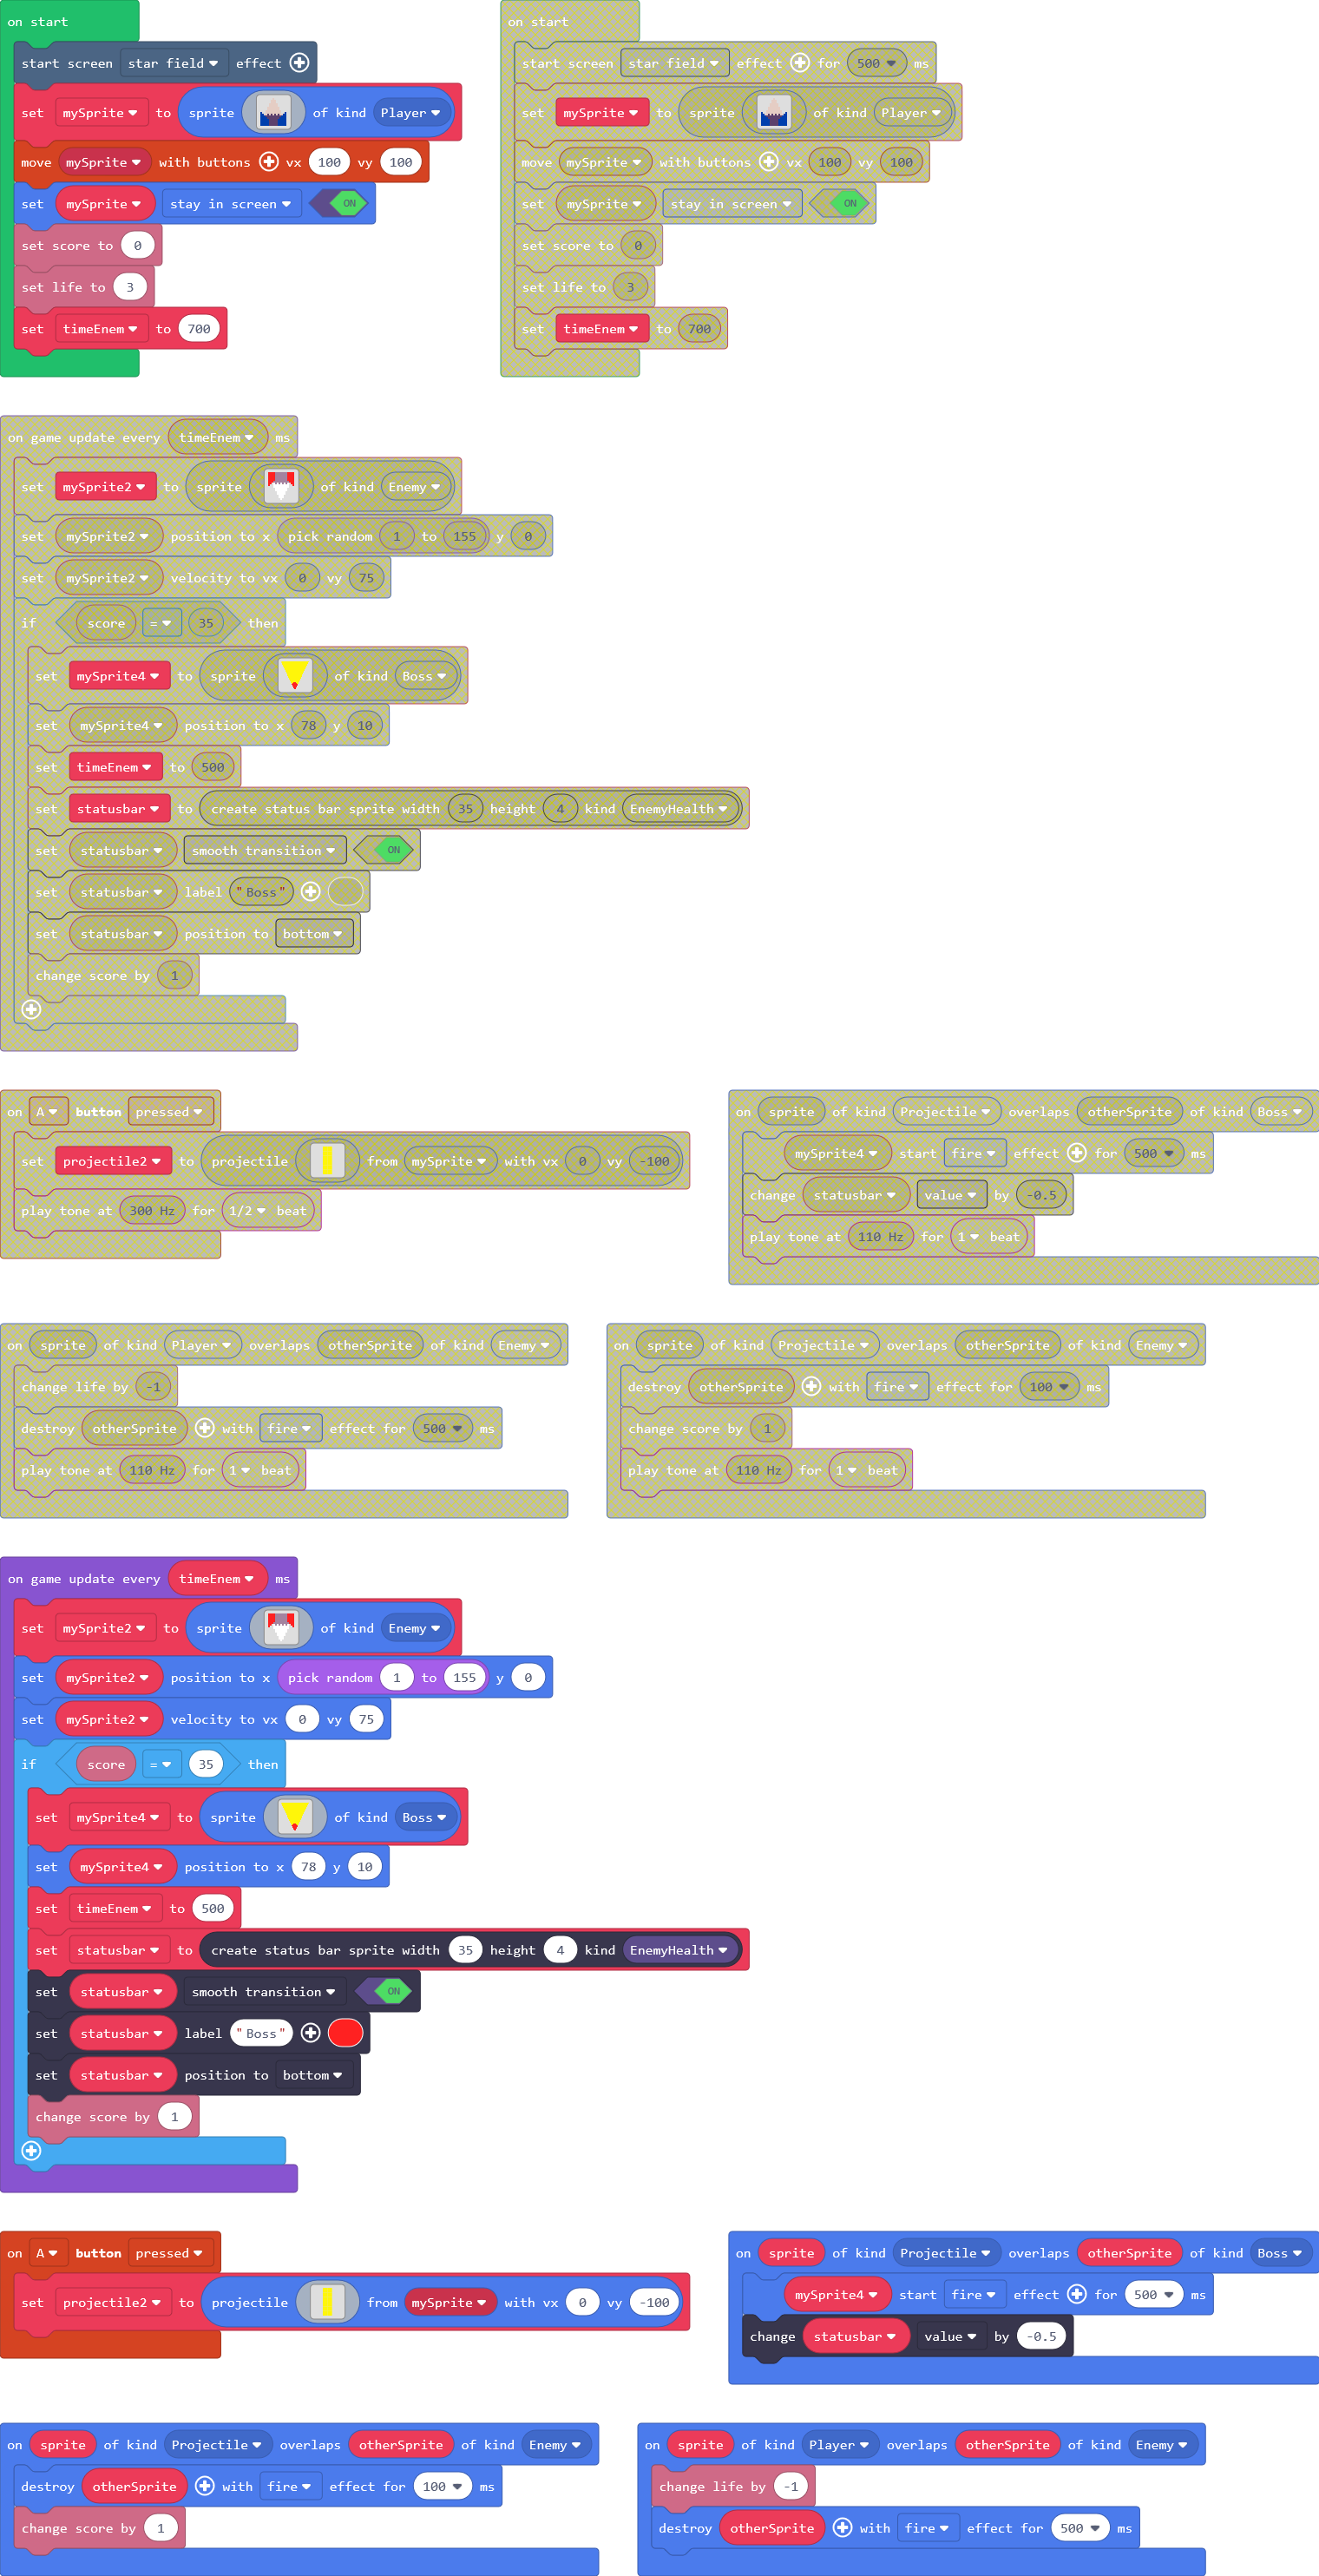 on start
start screen star field effect
set mySprite to sprite of kind Player
move mySprite with buttons vx 100 vy 100
set mySprite stay in screen ON
set score to 0
set life to 3
set timeEnem to 700
on start
start screen star field effect for 500 ms
set mySprite to sprite of kind Player
move mySprite with buttons vx 100 vy 100
set mySprite stay in screen ON
set score to 0
set life to 3
set timeEnem to 700
on game update every timeEnem ms
set mySprite2 to sprite of kind Enemy
set mySprite2 position to x pick random 1 to 155 y 0
set mySprite2 velocity to vx 0 vy 75
if score = 35 then
set mySprite4 to sprite of kind Boss
set mySprite4 position to x 78 y 10
set timeEnem to 500
set statusbar to create status bar sprite width 35 height 4 kind EnemyHealth
set statusbar smooth transition ON
set statusbar label "Boss"
set statusbar position to bottom
change score by 1
on A button pressed
set projectile2 to projectile from mySprite with vx 0 vy -100
play tone at 300 Hz for 1/2 beat
on sprite of kind Projectile overlaps otherSprite of kind Boss
mySprite4 start fire effect for 500 ms
change statusbar value by -0.5
play tone at 110 Hz for 1 beat
on sprite of kind Player overlaps otherSprite of kind Enemy
change life by -1
destroy otherSprite with fire effect for 500 ms
play tone at 110 Hz for 1 beat
on sprite of kind Projectile overlaps otherSprite of kind Enemy
destroy otherSprite with fire effect for 100 ms
change score by 1
play tone at 110 Hz for 1 beat
on game update every timeEnem ms
set mySprite2 to sprite of kind Enemy
set mySprite2 position to x pick random 1 to 155 y 0
set mySprite2 velocity to vx 0 vy 75
if score = 35 then
set mySprite4 to sprite of kind Boss
set mySprite4 position to x 78 y 10
set timeEnem to 500
set statusbar to create status bar sprite width 35 height 4 kind EnemyHealth
set statusbar smooth transition ON
set statusbar label "Boss"
set statusbar position to bottom
change score by 1
on A button pressed
set projectile2 to projectile from mySprite with vx 0 vy -100
on sprite of kind Projectile overlaps otherSprite of kind Boss
mySprite4 start fire effect for 500 ms
change statusbar value by -0.5
on sprite of kind Projectile overlaps otherSprite of kind Enemy
destroy otherSprite with fire effect for 100 ms
change score by 1
on sprite of kind Player overlaps otherSprite of kind Enemy
change life by -1
destroy otherSprite with fire effect for 500 ms